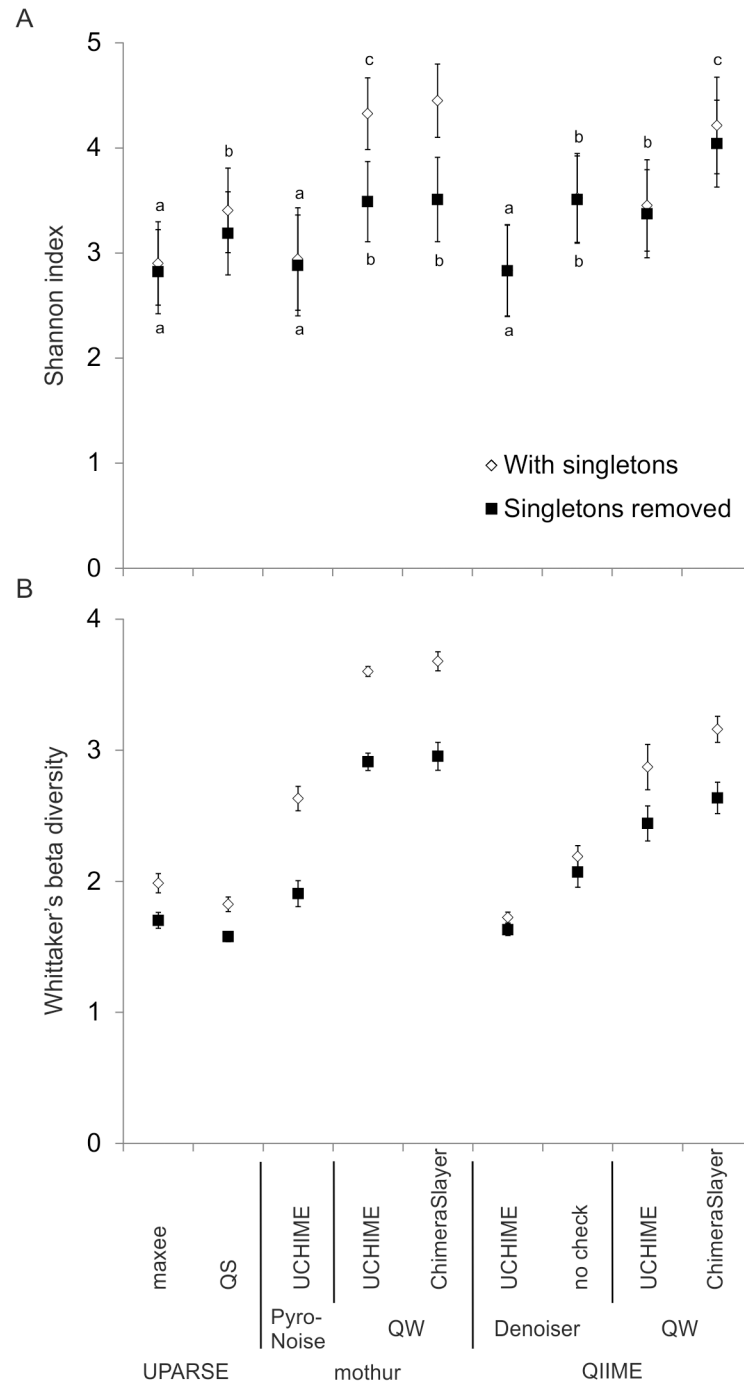 A
5
4
3
2
1
0
Shannon index
a
b
a
c
a
b
b
c
a
a
b
b
a
b
With singletons
Singletons removed
B
4
3
2
1
0
Whittaker's beta diversity
maxee
QS
UCHIME
UCHIME
ChimeraSlayer
UCHIME
no check
UCHIME
ChimeraSlayer
Pyro-
Noise
QW
Denoiser
QW
UPARSE
mothur
QIIME